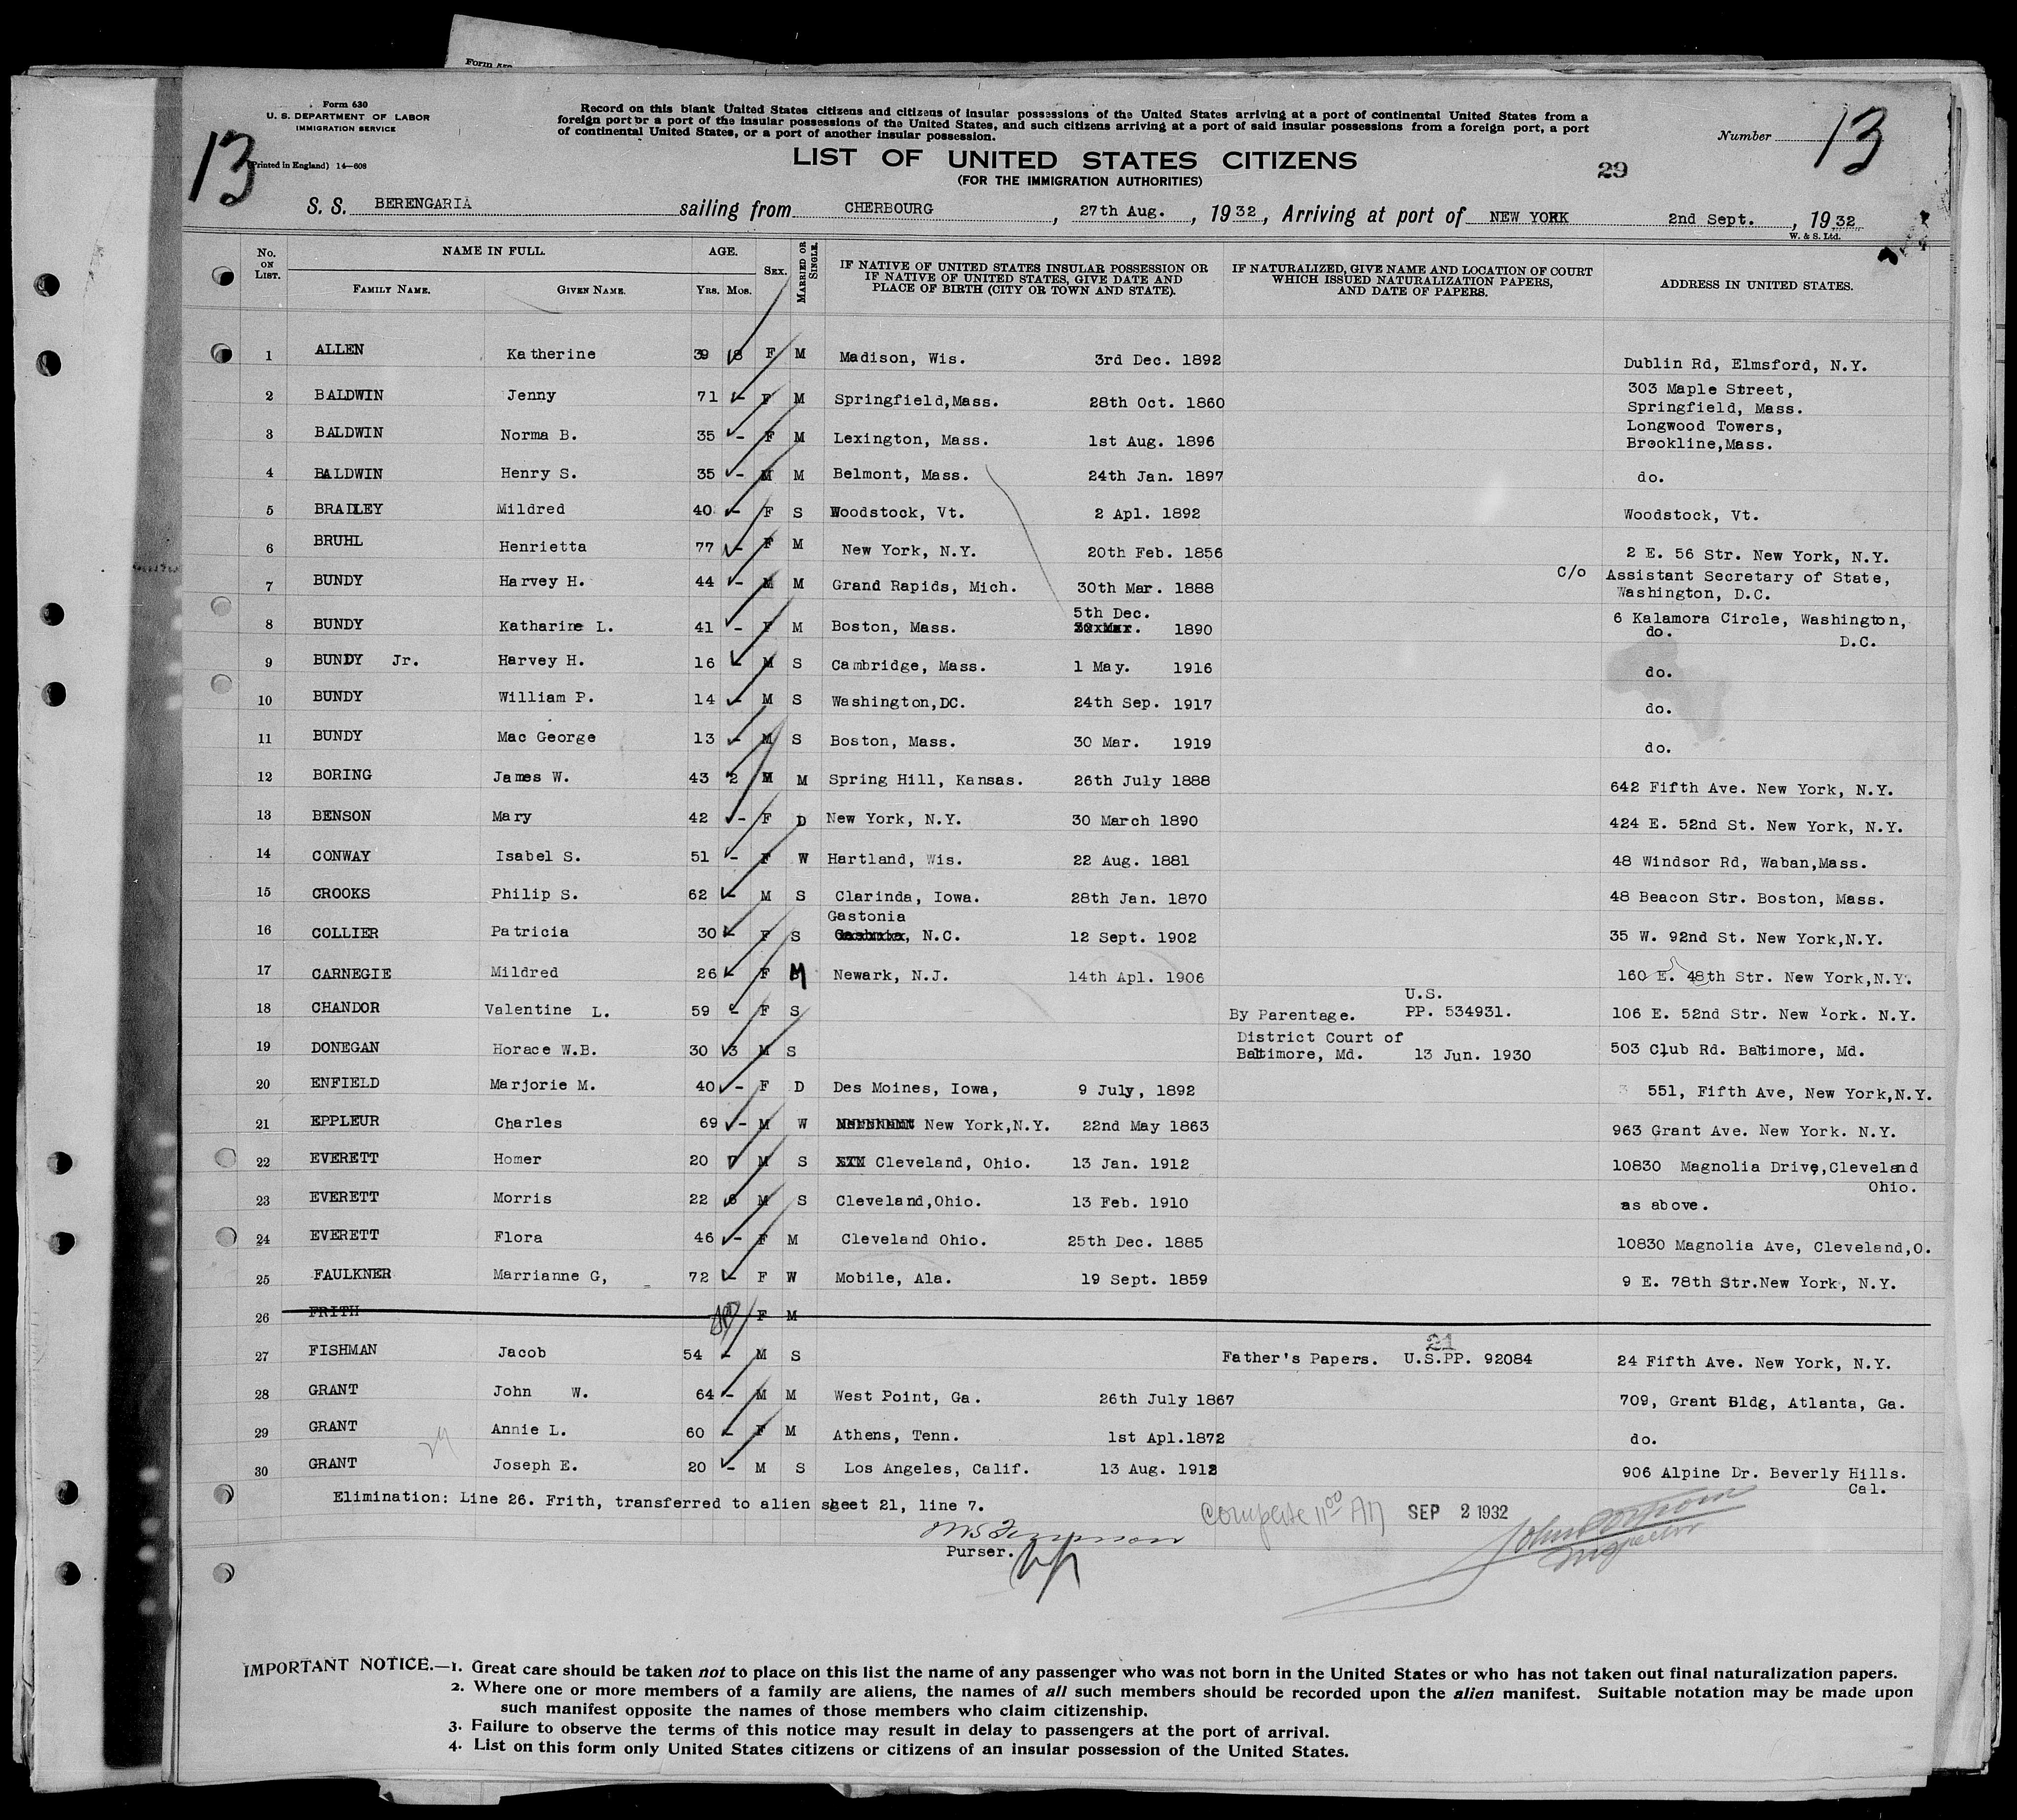 Form 630
U. S. DEPARTMENT OF LABOR
IMMIGRATION SERVICE
(Printed in England) 14—608
13
Record on this blank United States citizens and citizens of insular possessions of the United States arriving at a port of continental United States from a
foreign port or a port of the insular possessions of the United States, and such citizens arriving at a port of said insular possessions from a foreign port, a port
of continental United States, or a port of another insular possession.
LIST OF UNITED STATES CITIZENS
(FOR THE IMMIGRATION AUTHORITIES)
29
Number 13
S. S. BERENGARIA sailing from CHERBOURG, 27th Aug., 1932, Arriving at port of NEW YORK 2nd Sept., 1932
W. & S. Ltd.
No. ON LIST. NAME IN FULL. FAMILY NAME. GIVEN NAME. AGE. YRS. MOS. SEX. MARRIED OR SINGLE. IF NATIVE OF UNITED STATES INSULAR POSSESSION OR IF NATIVE OF UNITED STATES, GIVE DATE AND PLACE OF BIRTH (CITY OR TOWN AND STATE). IF NATURALIZED, GIVE NAME AND LOCATION OF COURT WHICH ISSUED NATURALIZATION PAPERS, AND DATE OF PAPERS. ADDRESS IN UNITED STATES.
1 ALLEN Katherine 39 8 F M Madison, Wis. 3rd Dec. 1892 Dublin Rd, Elmsford, N.Y.
2 BALDWIN Jenny 71 - F M Springfield,Mass. 28th Oct. 1860 303 Maple Street, Springfield, Mass.
3 BALDWIN Norma B. 35 - F M Lexington, Mass. 1st Aug. 1896 Longwood Towers, Brookline,Mass.
4 BALDWIN Henry S. 35 - M M Belmont, Mass. 24th Jan. 1897 do.
5 BRADLEY Mildred 40 - F S Woodstock, Vt. 2 Apl. 1892 Woodstock, Vt.
6 BRUHL Henrietta 77 - F M New York, N.Y. 20th Feb. 1856 2 E. 56 Str. New York, N.Y.
7 BUNDY Harvey H. 44 - M M Grand Rapids, Mich. 30th Mar. 1888 C/o Assistant Secretary of State, Washington, D.C.
8 BUNDY Katharine L. 41 - F M Boston, Mass. 5th Dec. 1890 6 Kalamora Circle, Washington, do. D.C.
9 BUNDY Jr. Harvey H. 16 - M S Cambridge, Mass. 1 May. 1916 do.
10 BUNDY William P. 14 - M S Washington,DC. 24th Sep. 1917 do.
11 BUNDY Mac George 13 - M S Boston, Mass. 30 Mar. 1919 do.
12 BORING James W. 43 2 M M Spring Hill, Kansas. 26th July 1888 642 Fifth Ave. New York, N.Y.
13 BENSON Mary 42 - F D New York, N.Y. 30 March 1890 424 E. 52nd St. New York, N.Y.
14 CONWAY Isabel S. 51 - F W Hartland, Wis. 22 Aug. 1881 48 Windsor Rd, Waban,Mass.
15 CROOKS Philip S. 62 - M S Clarinda, Iowa. 28th Jan. 1870 48 Beacon Str. Boston, Mass.
16 COLLIER Patricia 30 - F S Gastonia, N.C. 12 Sept. 1902 35 W. 92nd St. New York,N.Y.
17 CARNEGIE Mildred 26 - F M Newark, N.J. 14th Apl. 1906 160 E. 48th Str. New York,N.Y.
18 CHANDOR Valentine L. 59 - F S By Parentage. U.S. PP. 534931. 106 E. 52nd Str. New York. N.Y.
19 DONEGAN Horace W.B. 30 3 M S District Court of Baltimore, Md. 13 Jun. 1930 503 Club Rd. Baltimore, Md.
20 ENFIELD Marjorie M. 40 - F D Des Moines, Iowa, 9 July, 1892 551, Fifth Ave, New York,N.Y.
21 EPPLEUR Charles 69 - M W New York,N.Y. 22nd May 1863 963 Grant Ave. New York. N.Y.
22 EVERETT Homer 20 7 M S Cleveland, Ohio. 13 Jan. 1912 10830 Magnolia Drive,Cleveland Ohio.
23 EVERETT Morris 22 6 M S Cleveland,Ohio. 13 Feb. 1910 as above.
24 EVERETT Flora 46 - F M Cleveland Ohio. 25th Dec. 1885 10830 Magnolia Ave, Cleveland,O.
25 FAULKNER Marrianne G, 72 - F W Mobile, Ala. 19 Sept. 1859 9 E. 78th Str.New York, N.Y.
26 FRITH F M
27 FISHMAN Jacob 54 - M S Father's Papers. 21 U.S.PP. 92084 24 Fifth Ave. New York, N.Y.
28 GRANT John W. 64 - M M West Point, Ga. 26th July 1867 709, Grant Bldg, Atlanta, Ga.
29 GRANT Annie L. 60 - F M Athens, Tenn. 1st Apl.1872 do.
30 GRANT Joseph E. 20 - M S Los Angeles, Calif. 13 Aug. 1912 906 Alpine Dr. Beverly Hills. Cal.
Elimination: Line 26. Frith, transferred to alien sheet 21, line 7.
Complete 11 00 AM SEP 2 1932
Purser.
Inspector
IMPORTANT NOTICE.—1. Great care should be taken not to place on this list the name of any passenger who was not born in the United States or who has not taken out final naturalization papers.
2. Where one or more members of a family are aliens, the names of all such members should be recorded upon the alien manifest. Suitable notation may be made upon
such manifest opposite the names of those members who claim citizenship.
3. Failure to observe the terms of this notice may result in delay to passengers at the port of arrival.
4. List on this form only United States citizens or citizens of an insular possession of the United States.